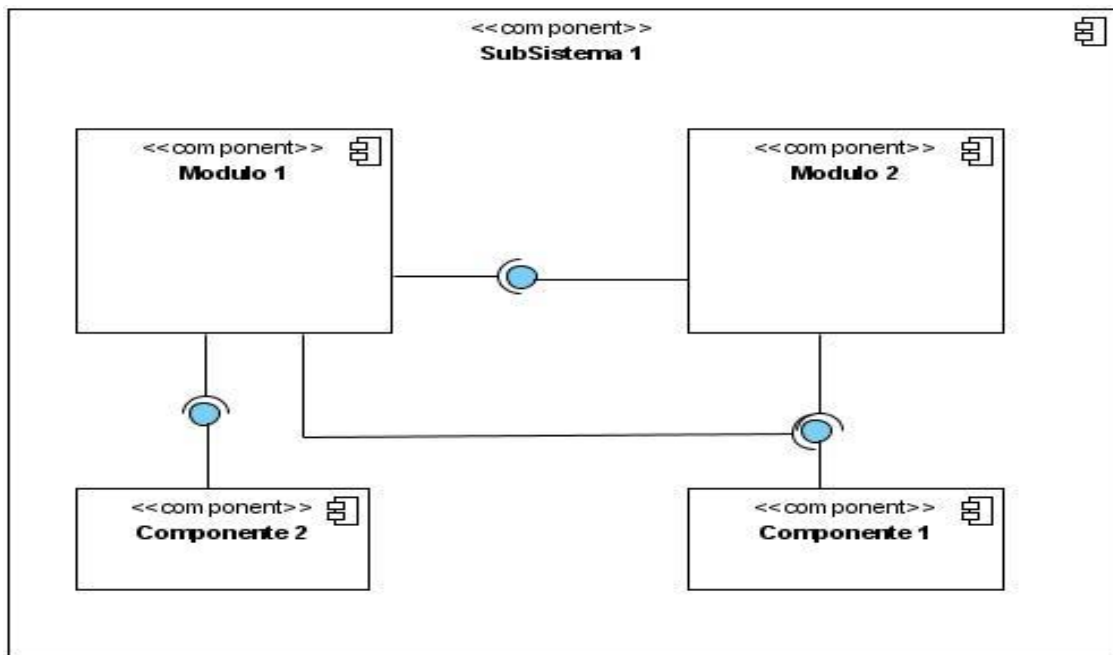 <<component>>
SubSistema 1
<<component>>
Modulo 1
<<component>>
Modulo 2
<<component>>
Componente 2
<<component>>
Componente 1